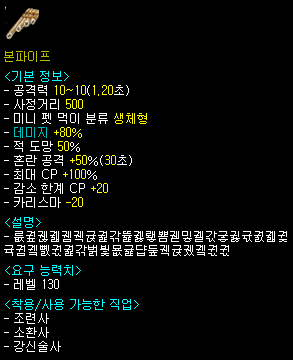 본파이프
<기본 정보>
- 공격력 10~10(1.20초)
- 사정거리 500
- 미니 펫 먹이 분류 생체형
- 데미지 +80%
- 적 도망 50%
- 혼란 공격 +50%(30초)
- 최대 CP +100%
- 감소 한계 CP +20
- 카리스마 -20
<설명>
<요구 능력치>
- 레벨 130
<착용/사용 가능한 직업>
- 조련사
- 소환사
- 강신술사